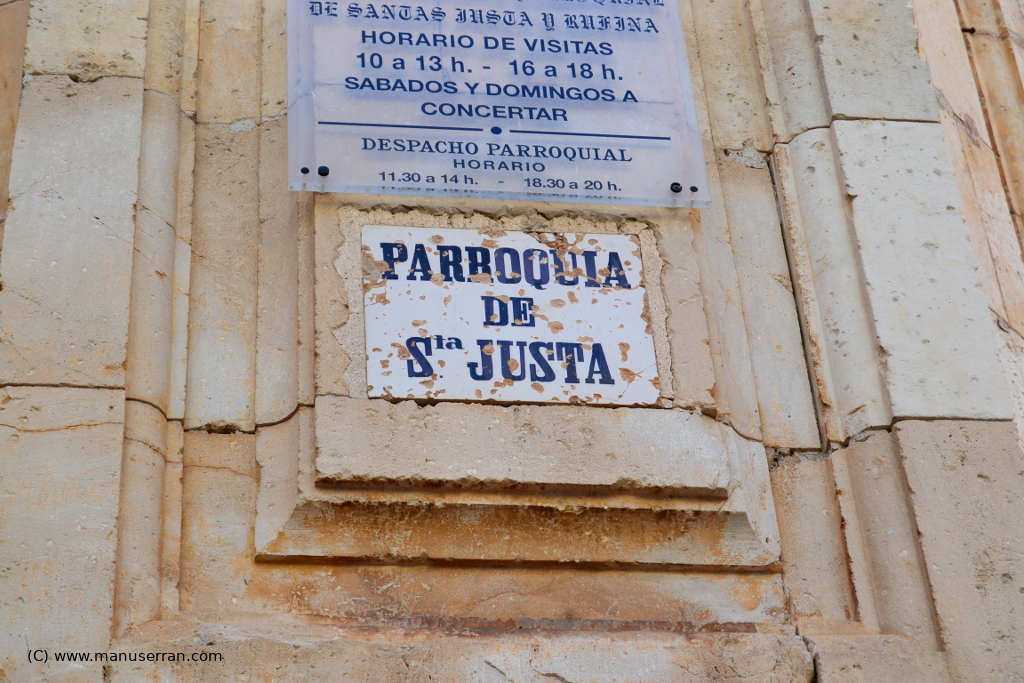 DE SANTAS JUSTA Y RUFINA
HORARIO DE VISITAS
10 a 13 h. - 16 a 18 h.
SABADOS Y DOMINGOS A
CONCERTAR
DESPACHO PARROQUIAL
HORARIO
11.30 a 14 h. - 18.30 a 20 h.
PARROQUIA
DE
Sta JUSTA
(C) www.manuserran.com